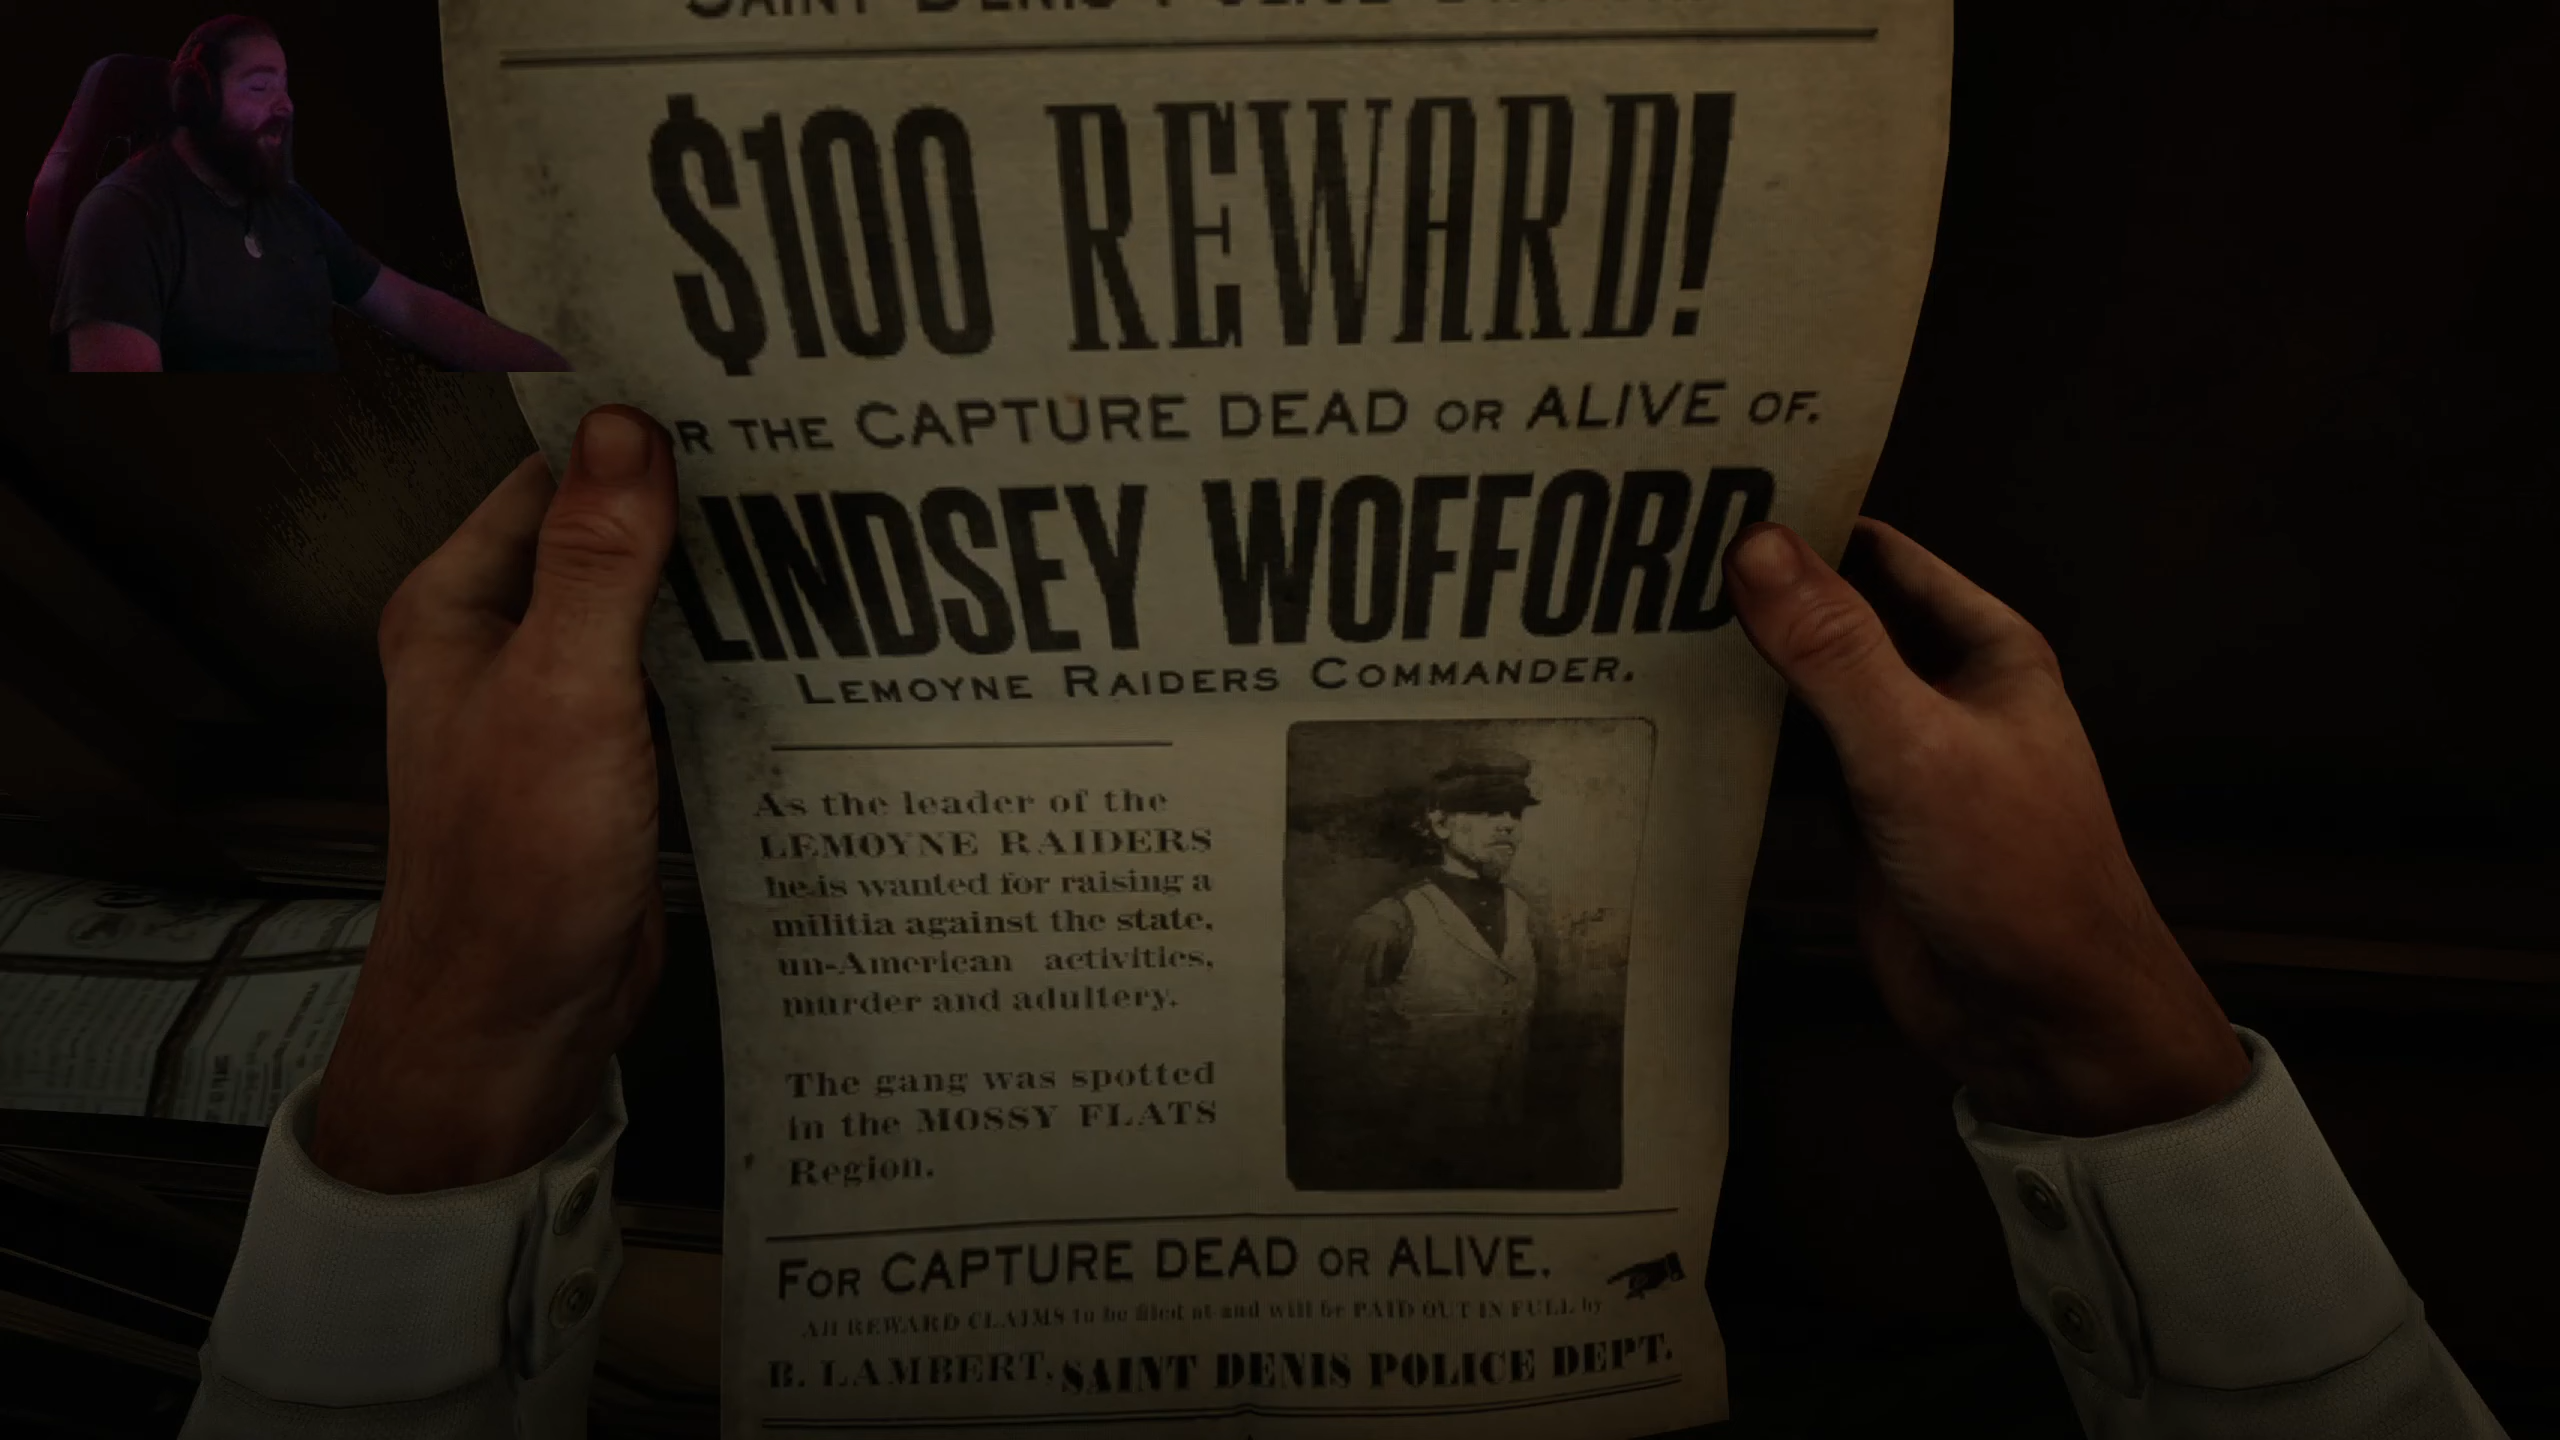 SAINT DENIS POLICE
$100 REWARD!
THE CAPTURE DEAD OR ALIVE OF.
LINDSEY WOFFORD
LEMOYNE RAIDERS COMMANDER.
As the leader of the
LEMOYNE RAIDERS
he is wanted for raising a
militia against the state,
un-American activities,
murder and adultery.
The gang was spotted
in the MOSSY FLATS
Region.
FOR CAPTURE DEAD OR ALIVE.
All REWARD CLAIMS to be filed at and will be PAID OUT IN FULL by
B. LAMBERT, SAINT DENIS POLICE DEPT.